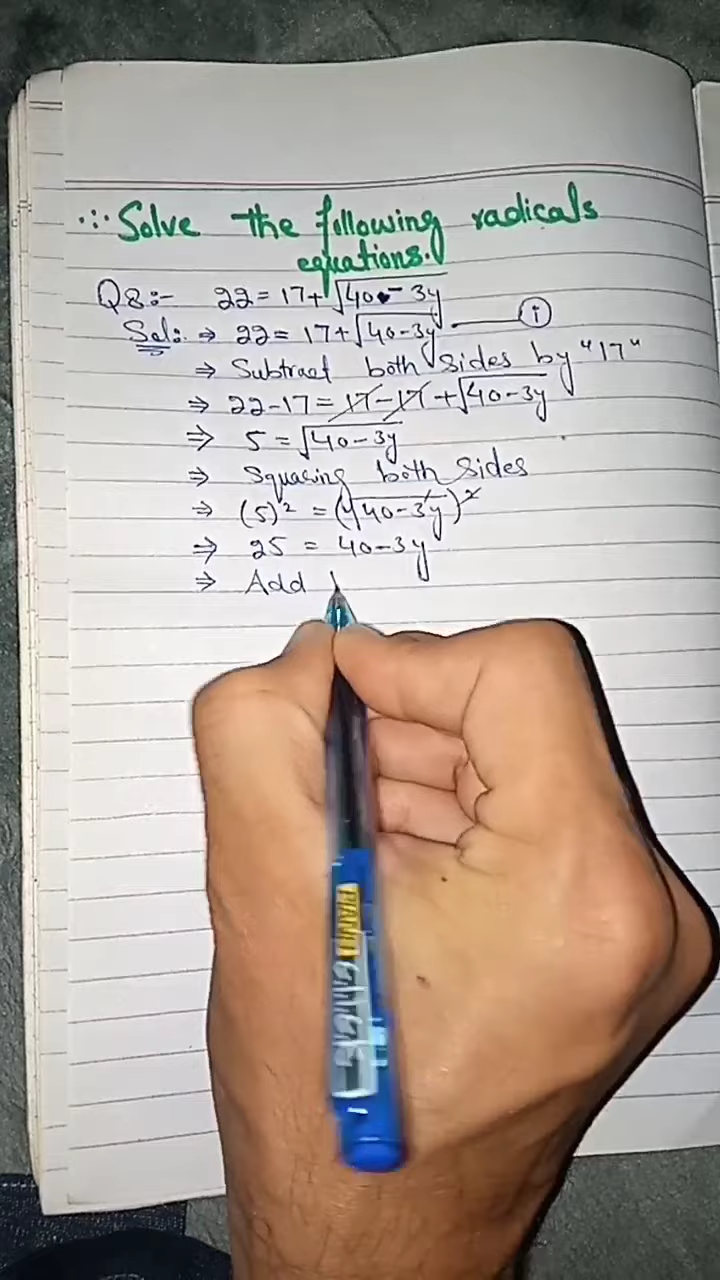 ∴ Solve the following radicals
equations.
Q8:- 22 = 17+√40-3y
Sol: ⇒ 22 = 17+√40-3y — (i)
⇒ Subtract both sides by "17"
⇒ 22-17 = 17-17 +√40-3y
⇒ 5 = √40-3y
⇒ Squaring both sides
⇒ (5)² = (√40-3y)²
⇒ 25 = 40-3y
⇒ Add
PIANO